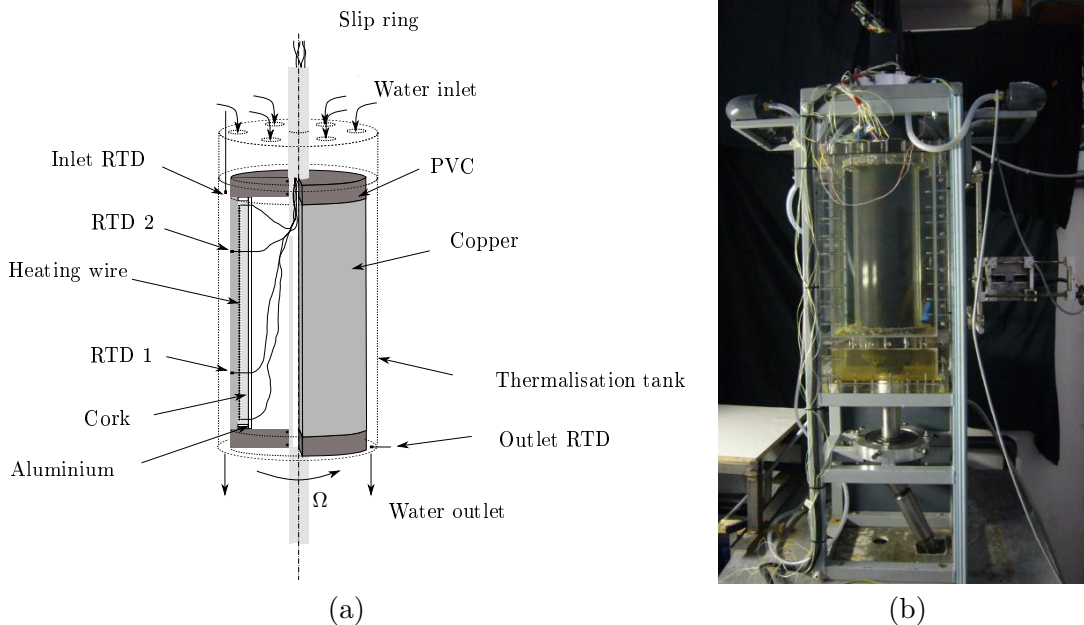 Slip ring
Water inlet
Inlet RTD
PVC
RTD 2
Copper
Heating wire
RTD 1
Thermalisation tank
Cork
Outlet RTD
Aluminium
Ω
Water outlet
(a)
(b)